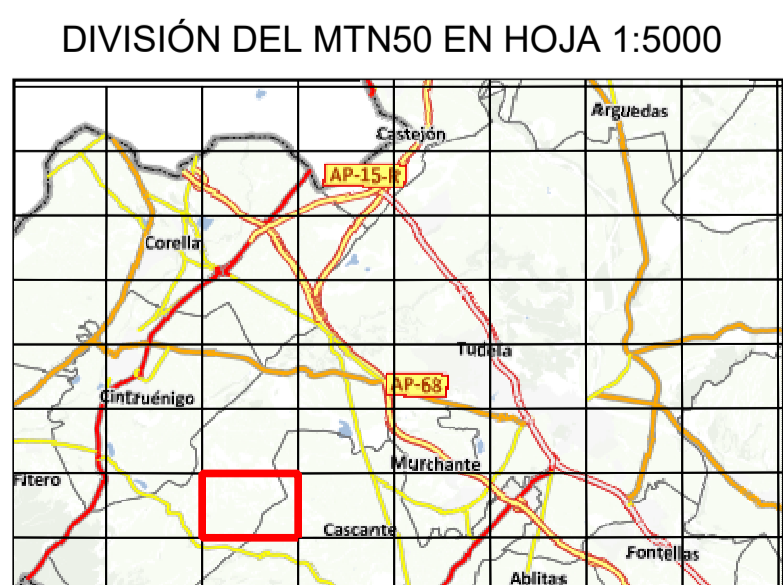 DIVISIÓN DEL MTN50 EN HOJA 1:5000
Arguedas
Castejón
AP-15-R
Corella
Tudela
AP-68
Cintruénigo
Murchante
Fitero
Cascante
Fontellas
Ablitas